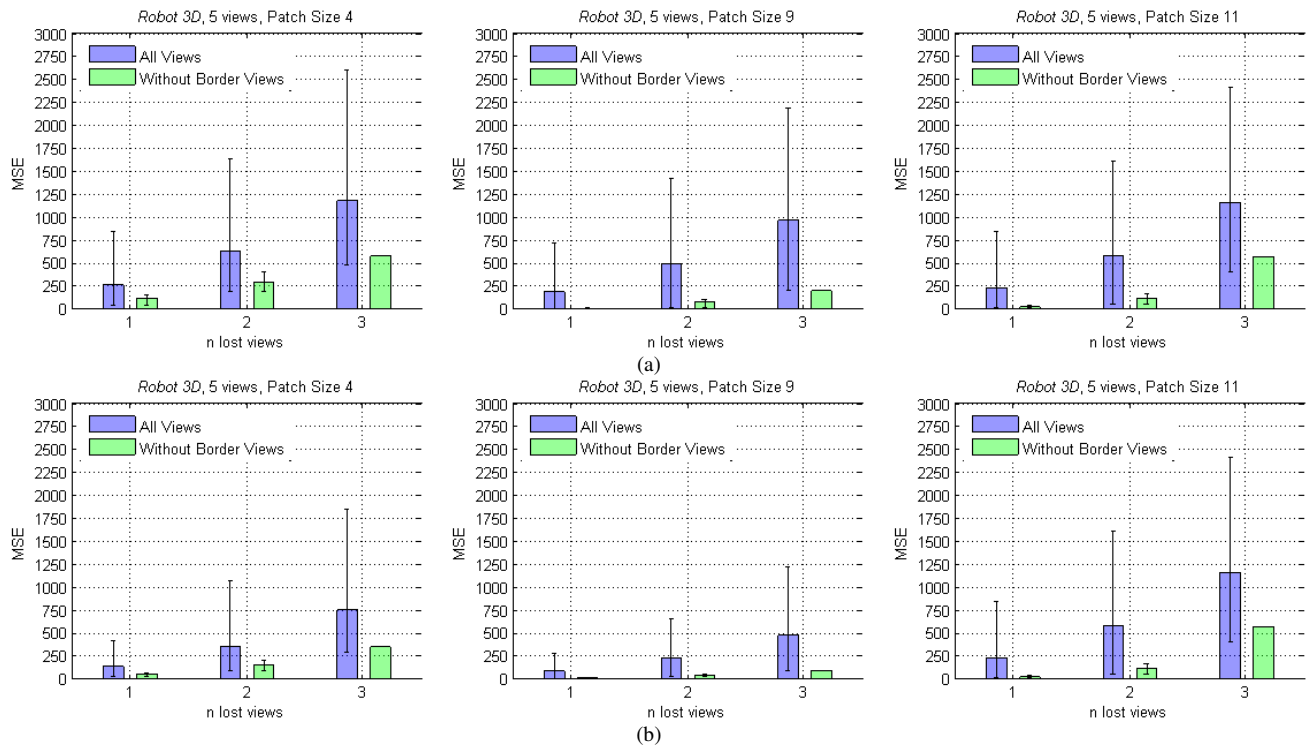 Robot 3D, 5 views, Patch Size 4
3000
2750
2500
2250
2000
1750
1500
1250
1000
750
500
250
0
MSE
All Views
Without Border Views
1 2 3
n lost views
Robot 3D, 5 views, Patch Size 9
3000
2750
2500
2250
2000
1750
1500
1250
1000
750
500
250
0
MSE
All Views
Without Border Views
1 2 3
n lost views
Robot 3D, 5 views, Patch Size 11
3000
2750
2500
2250
2000
1750
1500
1250
1000
750
500
250
0
MSE
All Views
Without Border Views
1 2 3
n lost views
(a)
Robot 3D, 5 views, Patch Size 4
3000
2750
2500
2250
2000
1750
1500
1250
1000
750
500
250
0
MSE
All Views
Without Border Views
1 2 3
n lost views
Robot 3D, 5 views, Patch Size 9
3000
2750
2500
2250
2000
1750
1500
1250
1000
750
500
250
0
MSE
All Views
Without Border Views
1 2 3
n lost views
Robot 3D, 5 views, Patch Size 11
3000
2750
2500
2250
2000
1750
1500
1250
1000
750
500
250
0
MSE
All Views
Without Border Views
1 2 3
n lost views
(b)